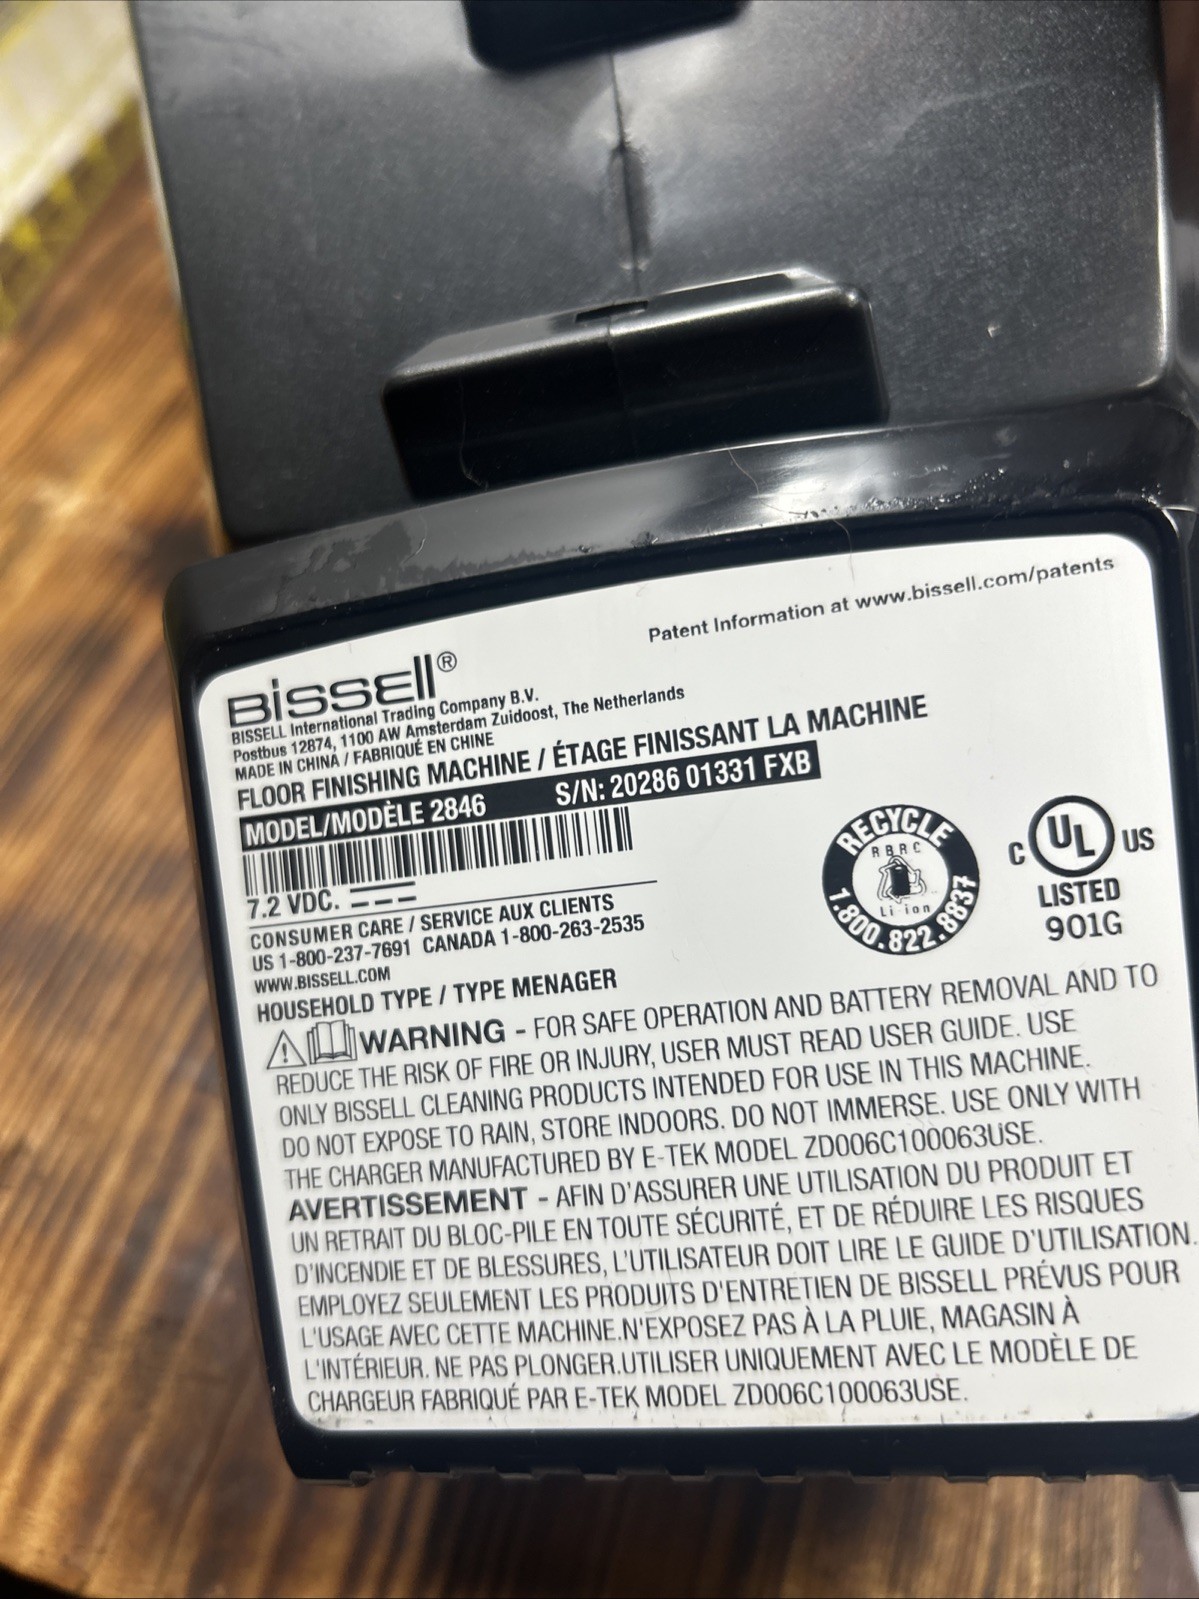 Patent Information at www.bissell.com/patents
BISSELL®
BISSELL International Trading Company B.V.
Postbus 12874, 1100 AW Amsterdam Zuidoost, The Netherlands
MADE IN CHINA / FABRIQUÉ EN CHINE
FLOOR FINISHING MACHINE / ÉTAGE FINISSANT LA MACHINE
MODEL/MODÈLE 2846 S/N: 20286 01331 FXB
7.2 VDC.
CONSUMER CARE / SERVICE AUX CLIENTS
US 1-800-237-7691 CANADA 1-800-263-2535
WWW.BISSELL.COM
HOUSEHOLD TYPE / TYPE MENAGER
RECYCLE
RBRC
Li-ion
1.800.822.8837
C UL US
LISTED
901G
WARNING - FOR SAFE OPERATION AND BATTERY REMOVAL AND TO
REDUCE THE RISK OF FIRE OR INJURY, USER MUST READ USER GUIDE. USE
ONLY BISSELL CLEANING PRODUCTS INTENDED FOR USE IN THIS MACHINE.
DO NOT EXPOSE TO RAIN, STORE INDOORS. DO NOT IMMERSE. USE ONLY WITH
THE CHARGER MANUFACTURED BY E-TEK MODEL ZD006C100063USE.
AVERTISSEMENT - AFIN D'ASSURER UNE UTILISATION DU PRODUIT ET
UN RETRAIT DU BLOC-PILE EN TOUTE SÉCURITÉ, ET DE RÉDUIRE LES RISQUES
D'INCENDIE ET DE BLESSURES, L'UTILISATEUR DOIT LIRE LE GUIDE D'UTILISATION.
EMPLOYEZ SEULEMENT LES PRODUITS D'ENTRETIEN DE BISSELL PRÉVUS POUR
L'USAGE AVEC CETTE MACHINE.N'EXPOSEZ PAS À LA PLUIE, MAGASIN À
L'INTÉRIEUR. NE PAS PLONGER.UTILISER UNIQUEMENT AVEC LE MODÈLE DE
CHARGEUR FABRIQUÉ PAR E-TEK MODEL ZD006C100063USE.